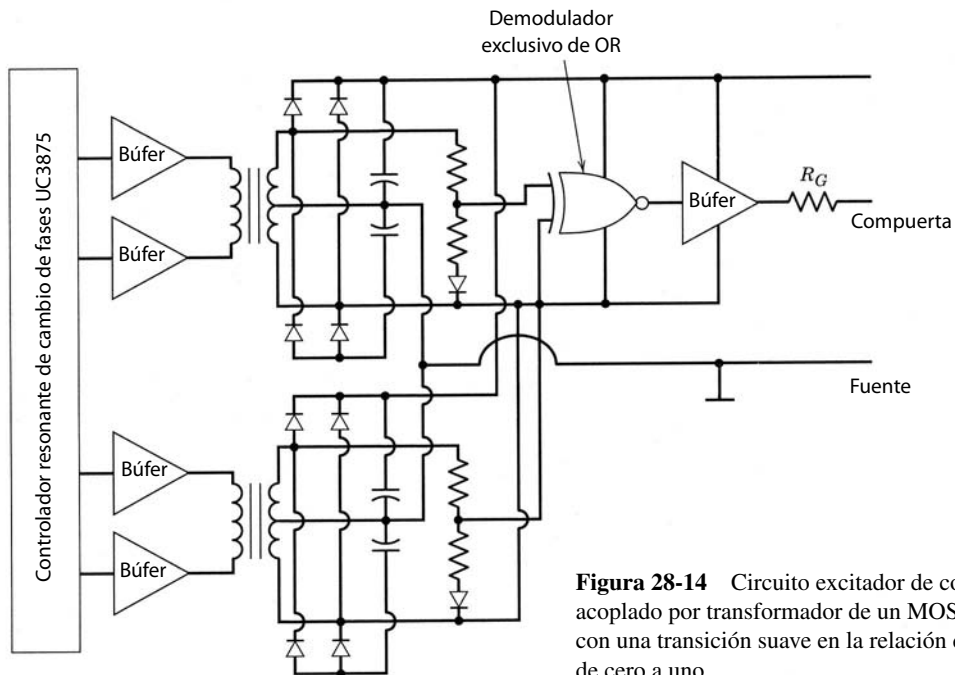 Demodulador
exclusivo de OR
Controlador resonante de cambio de fases UC3875
Búfer
Búfer
Búfer
R_G
Compuerta
Fuente
Búfer
Búfer
Figura 28-14 Circuito excitador de
acoplado por transformador de un MOS
con una transición suave en la relación
de cero a uno